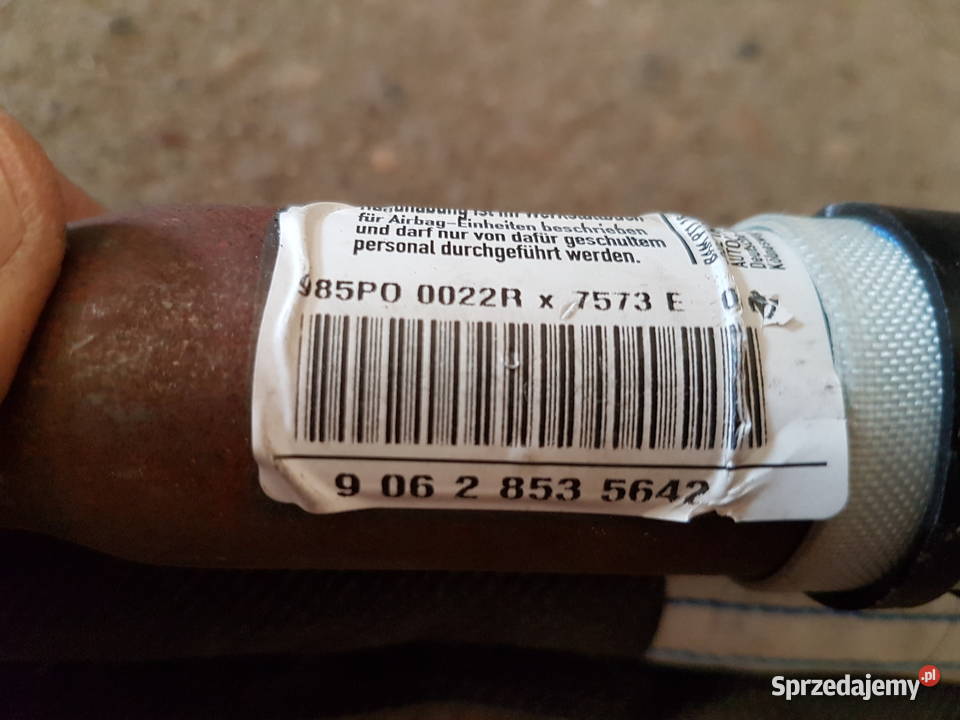 für Airbag-Einheiten beschrieben
und darf nur von dafür geschultem
personal durchgeführt werden.
985PO 0022R x 7573 E
9 06 2 853 5642
Sprzedajemy.pl